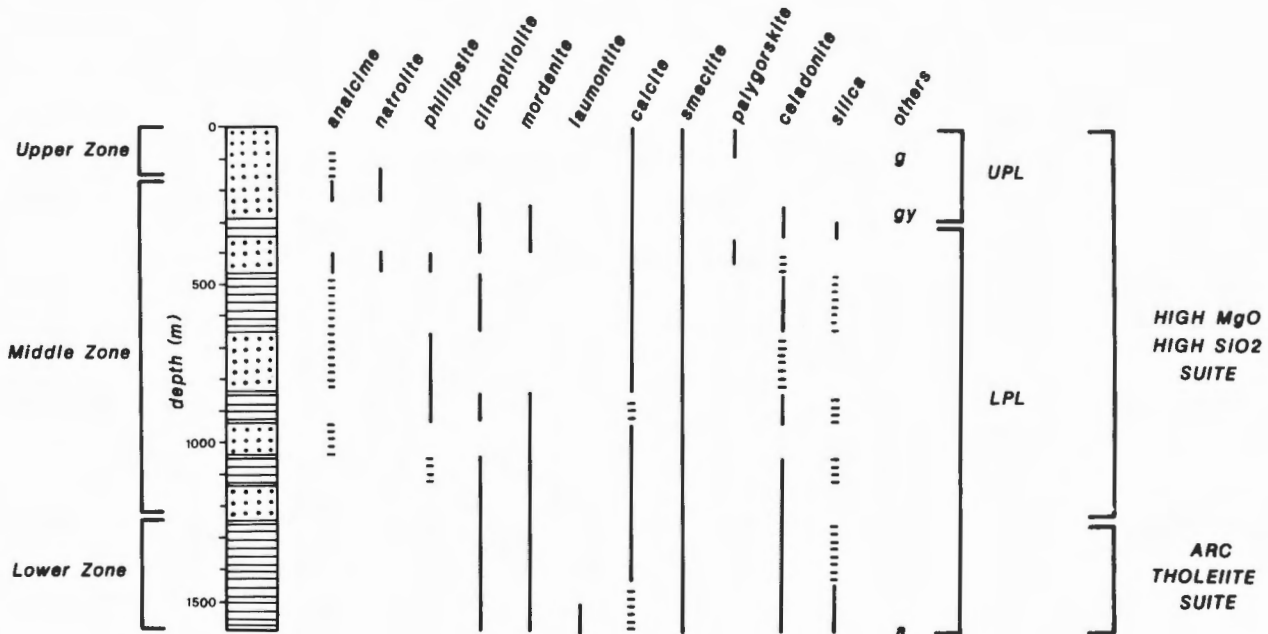 analcime
natrolite
phillipsite
clinoptilolite
mordenite
laumontite
calcite
smectite
palygorskite
celadonite
silica
others
Upper Zone
Middle Zone
Lower Zone
depth (m)
0
500
1000
1500
g
gy
UPL
LPL
HIGH MgO
HIGH SiO2
SUITE
ARC
THOLEIITE
SUITE